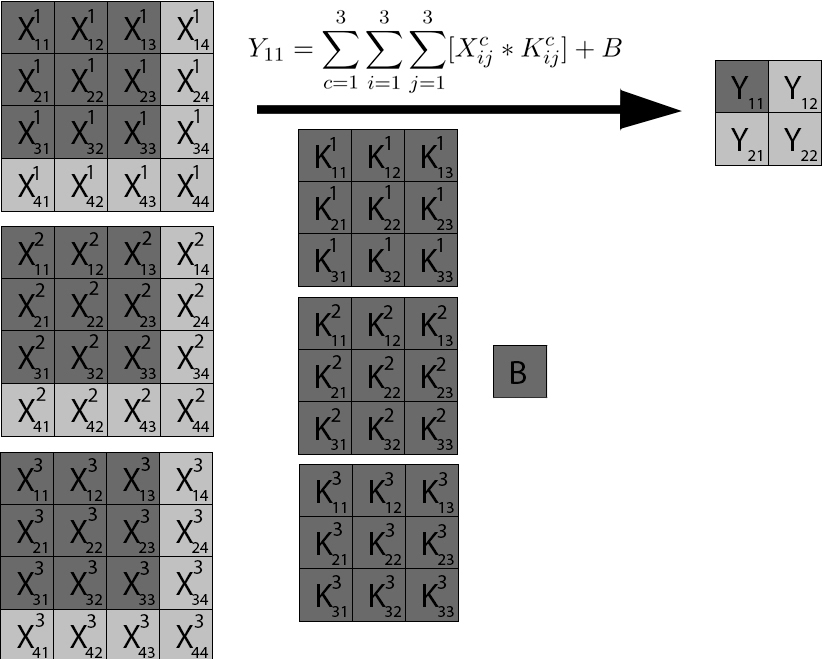 Y₁₁ = ∑_{c=1}^{3} ∑_{i=1}^{3} ∑_{j=1}^{3} [X^c_{ij} * K^c_{ij}] + B
X^1_{11} X^1_{12} X^1_{13} X^1_{14}
X^1_{21} X^1_{22} X^1_{23} X^1_{24}
X^1_{31} X^1_{32} X^1_{33} X^1_{34}
X^1_{41} X^1_{42} X^1_{43} X^1_{44}
X^2_{11} X^2_{12} X^2_{13} X^2_{14}
X^2_{21} X^2_{22} X^2_{23} X^2_{24}
X^2_{31} X^2_{32} X^2_{33} X^2_{34}
X^2_{41} X^2_{42} X^2_{43} X^2_{44}
X^3_{11} X^3_{12} X^3_{13} X^3_{14}
X^3_{21} X^3_{22} X^3_{23} X^3_{24}
X^3_{31} X^3_{32} X^3_{33} X^3_{34}
X^3_{41} X^3_{42} X^3_{43} X^3_{44}
K^1_{11} K^1_{12} K^1_{13}
K^1_{21} K^1_{22} K^1_{23}
K^1_{31} K^1_{32} K^1_{33}
K^2_{11} K^2_{12} K^2_{13}
K^2_{21} K^2_{22} K^2_{23}
K^2_{31} K^2_{32} K^2_{33}
K^3_{11} K^3_{12} K^3_{13}
K^3_{21} K^3_{22} K^3_{23}
K^3_{31} K^3_{32} K^3_{33}
B
Y_{11} Y_{12}
Y_{21} Y_{22}